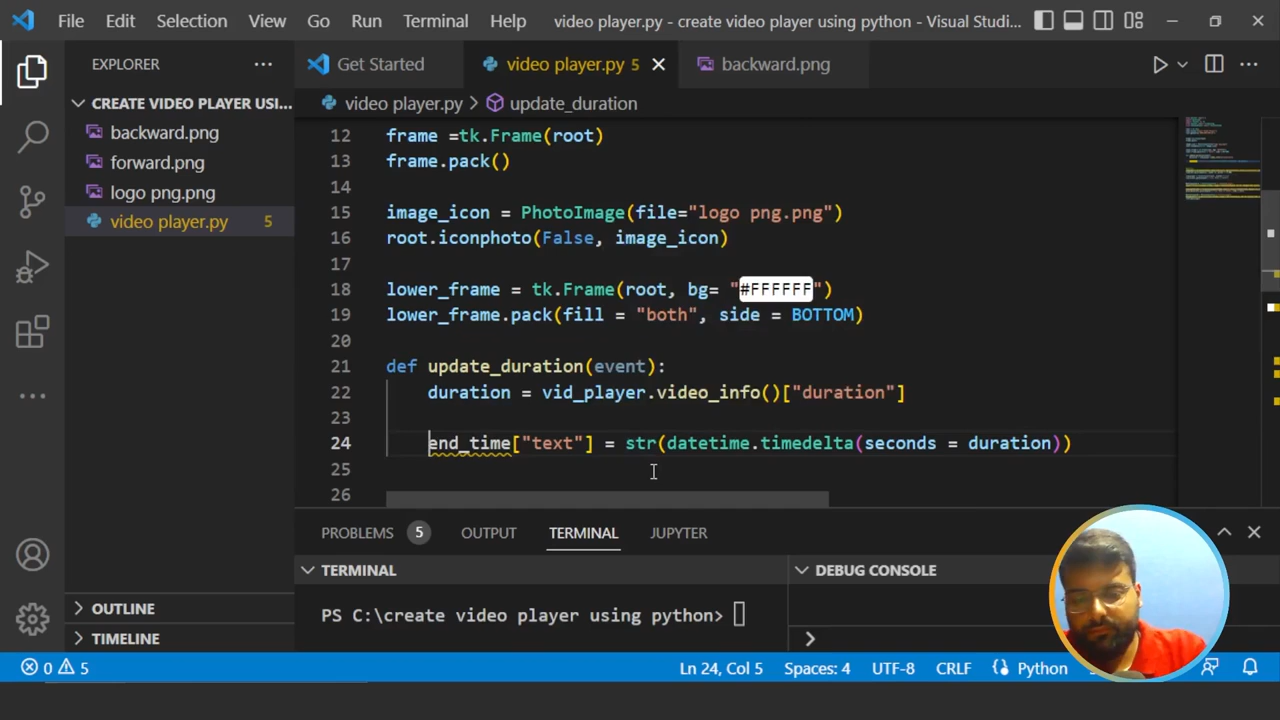 File Edit Selection View Go Run Terminal Help video player.py - create video player using python - Visual Studi...
EXPLORER ...
Get Started
video player.py 5
backward.png
CREATE VIDEO PLAYER USI...
backward.png
forward.png
logo png.png
video player.py 5
OUTLINE
TIMELINE
video player.py > update_duration
12 frame =tk.Frame(root)
13 frame.pack()
14
15 image_icon = PhotoImage(file="logo png.png")
16 root.iconphoto(False, image_icon)
17
18 lower_frame = tk.Frame(root, bg= "#FFFFFF")
19 lower_frame.pack(fill = "both", side = BOTTOM)
20
21 def update_duration(event):
22 duration = vid_player.video_info()["duration"]
23
24 end_time["text"] = str(datetime.timedelta(seconds = duration))
25
26
PROBLEMS 5 OUTPUT TERMINAL JUPYTER
TERMINAL
PS C:\create video player using python>
DEBUG CONSOLE
>
0 5 Ln 24, Col 5 Spaces: 4 UTF-8 CRLF Python